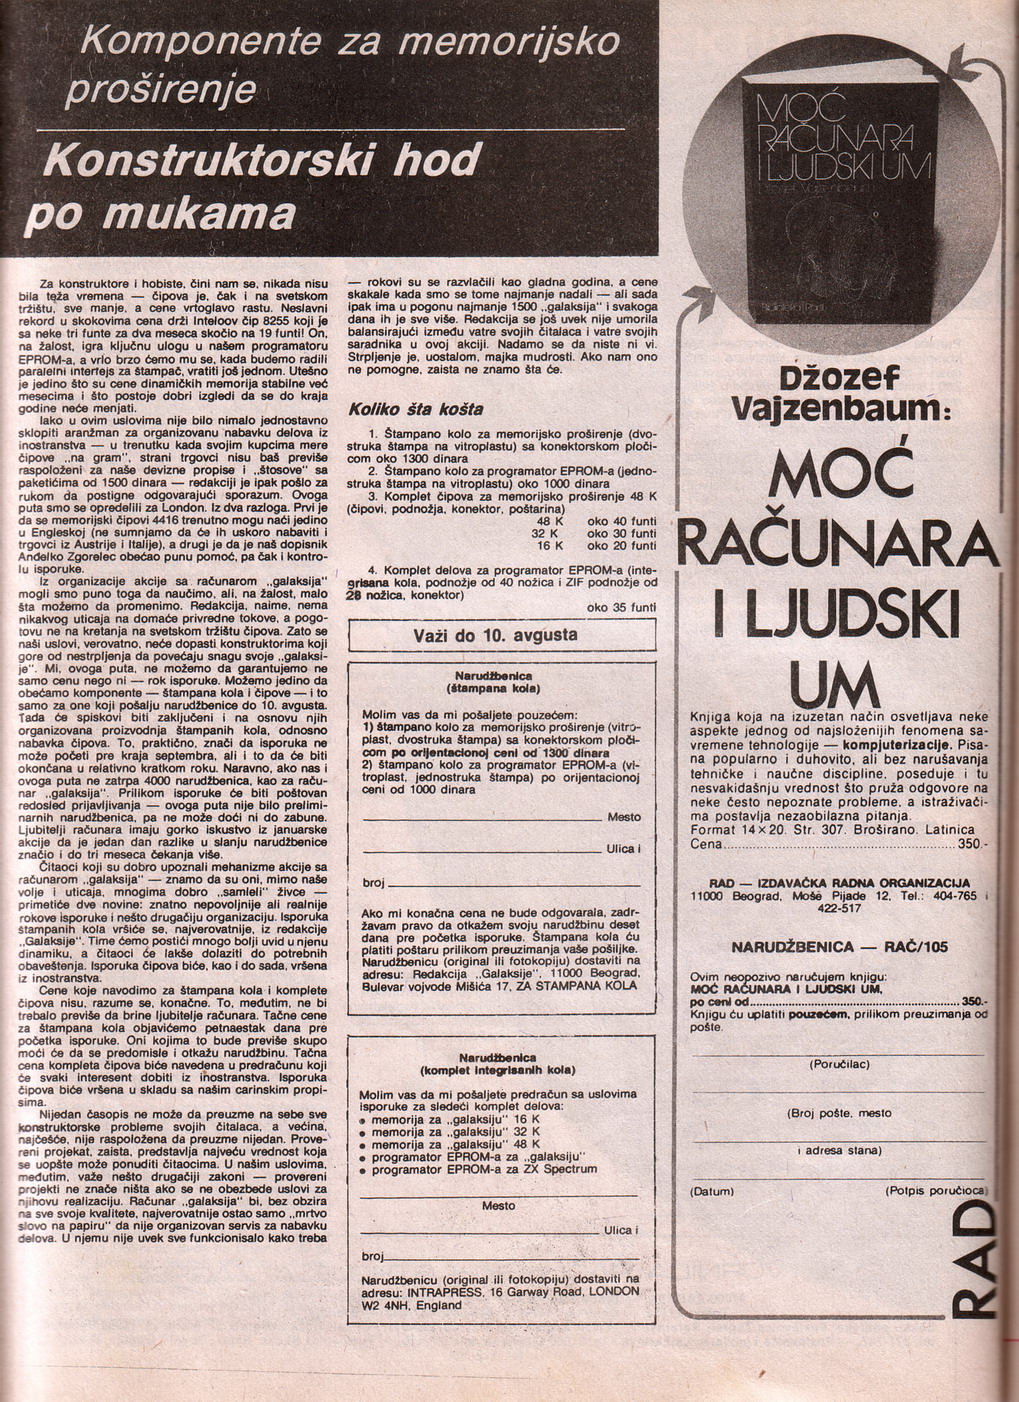 Komponente za memorijsko
proširenje
Konstruktorski hod
po mukama
Za konstruktore i hobiste, čini nam se, nikada nisu
bila teža vremena — čipova je, čak i na svetskom
tržištu, sve manje, a cene vrtoglavo rastu. Neslavni
rekord u skokovima cena drži Intelov čip 8255 koji je
sa neke tri funte za dva meseca skočio na 19 funti! On,
na žalost, igra ključnu ulogu u našem programatoru
EPROM-a, a vrlo brzo ćemo mu se, kada budemo radili
paralelni interfejs za štampač, vratiti još jednom. Utešno
je jedino što su cene dinamičkih memorija stabilne već
mesecima i što postoje dobri izgledi da se do kraja
godine neće menjati.
Iako u ovim uslovima nije bilo nimalo jednostavno
sklopiti aranžman za organizovanu nabavku delova iz
inostranstva — u trenutku kada svojim kupcima mere
čipove „na gram", strani trgovci nisu baš previše
raspoloženi za naše devizne propise i „štosove" sa
paketićima od 1500 dinara — redakciji je ipak pošlo za
rukom da postigne odgovarajući sporazum. Ovoga
puta smo se opredelili za London. Iz dva razloga. Prvi je
da se memorijski čipovi 4416 trenutno mogu naći jedino
u Engleskoj (ne sumnjamo da će ih uskoro nabaviti i
trgovci iz Austrije i Italije), a drugi je da je naš dopisnik
Anđelko Zgorelec obećao punu pomoć, pa čak i kontro-
lu isporuke.
Iz organizacije akcije sa računarom „galaksija"
mogli smo puno toga da naučimo, ali, na žalost, malo
šta možemo da promenimo. Redakcija, naime, nema
nikakvog uticaja na domaće privredne tokove, a pogo-
tovu ne na kretanja na svetskom tržištu čipova. Zato se
naši uslovi, verovatno, neće dopasti konstruktorima koji
gore od nestrpljenja da povećaju snagu svoje „galaksi-
je". Mi, ovoga puta, ne možemo da garantujemo ne
samo cenu nego ni — rok isporuke. Možemo jedino da
obećamo komponente — štampana kola i čipove — i to
samo za one koji pošalju narudžbenice do 10. avgusta.
Tada će spiskovi biti zaključeni i na osnovu njih
organizovana proizvodnja štampanih kola, odnosno
nabavka čipova. To, praktično, znači da isporuka ne
može početi pre kraja septembra, ali i to da će biti
okončana u relativno kratkom roku. Naravno, ako nas i
ovoga puta ne zatrpa 4000 narudžbenica, kao za raču-
nar „galaksija". Prilikom isporuke će biti poštovan
redosled prijavljivanja — ovoga puta nije bilo prelimi-
narnih narudžbenica, pa ne može doći ni do zabune.
Ljubitelji računara imaju gorko iskustvo iz januarske
akcije da je jedan dan razlike u slanju narudžbenice
značio i do tri meseca čekanja više.
Čitaoci koji su dobro upoznali mehanizme akcije sa
računarom „galaksija" — znamo da su oni, mimo naše
volje i uticaja, mnogima dobro „samleli" živce —
primetiće dve novine: znatno nepovoljnije ali realnije
rokove isporuke i nešto drugačiju organizaciju. Isporuka
štampanih kola vršiće se, najverovatnije, iz redakcije
„Galaksije". Time ćemo postići mnogo bolji uvid u njenu
dinamiku, a čitaoci će lakše dolaziti do potrebnih
obaveštenja. Isporuka čipova biće, kao i do sada, vršena
iz inostranstva.
Cene koje navodimo za štampana kola i komplete
čipova nisu, razume se, konačne. To, međutim, ne bi
trebalo previše da brine ljubitelje računara. Tačne cene
za štampana kola objavićemo petnaestak dana pre
početka isporuke. Oni kojima to bude previše skupo
moći će da se predomisle i otkažu narudžbinu. Tačna
cena kompleta čipova biće navedena u predračunu koji
će svaki interesent dobiti iz inostranstva. Isporuka
čipova biće vršena u skladu sa našim carinskim propi-
sima.
Nijedan časopis ne može da preuzme na sebe sve
konstruktorske probleme svojih čitalaca, a većina,
najčešće, nije raspoložena da preuzme nijedan. Prove-
reni projekat, zaista, predstavlja najveću vrednost koja
se uopšte može ponuditi čitaocima. U našim uslovima,
međutim, važe nešto drugačiji zakoni — provereni
projekti ne znače ništa ako se ne obezbede uslovi za
njihovu realizaciju. Računar „galaksija" bi, bez obzira
na sve svoje kvalitete, najverovatnije ostao samo „mrtvo
slovo na papiru" da nije organizovan servis za nabavku
delova. U njemu nije uvek sve funkcionisalo kako treba
— rokovi su se razvlačili kao gladna godina, a cene
skakale kada smo se tome najmanje nadali — ali sada
ipak ima u pogonu najmanje 1500 „galaksija" i svakoga
dana ih je sve više. Redakcija se još uvek nije umorila
balansirajući između vatre svojih čitalaca i vatre svojih
saradnika u ovoj akciji. Nadamo se da niste ni vi.
Strpljenje je, uostalom, majka mudrosti. Ako nam ono
ne pomogne, zaista ne znamo šta će.
Koliko šta košta
1. Štampano kolo za memorijsko proširenje (dvo-
struka štampa na vitroplastu) sa konektorskom ploči-
com oko 1300 dinara
2. Štampano kolo za programator EPROM-a (jedno-
struka štampa na vitroplastu) oko 1000 dinara
3. Komplet čipova za memorijsko proširenje 48 K
(čipovi, podnožja, konektor, poštarina)
48 K oko 40 funti
32 K oko 30 funti
16 K oko 20 funti
4. Komplet delova za programator EPROM-a (inte-
grisana kola, podnožje od 40 nožica i ZIF podnožje od
28 nožica, konektor)
oko 35 funti
Važi do 10. avgusta
Narudžbenica
(štampana kola)
Molim vas da mi pošaljete pouzećem:
1) štampano kolo za memorijsko proširenje (vitro-
plast, dvostruka štampa) sa konektorskom ploči-
com po orijentacionoj ceni od 1300 dinara
2) štampano kolo za programator EPROM-a (vi-
troplast, jednostruka štampa) po orijentacionoj
ceni od 1000 dinara
Mesto
Ulica i
broj
Ako mi konačna cena ne bude odgovarala, zadr-
žavam pravo da otkažem svoju narudžbinu deset
dana pre početka isporuke. Štampana kola ću
platiti poštaru prilikom preuzimanja vaše pošiljke.
Narudžbenicu (original ili fotokopiju) dostaviti na
adresu: Redakcija „Galaksije", 11000 Beograd,
Bulevar vojvode Mišića 17, ZA STAMPANA KOLA
Narudžbenica
(komplet integrisanih kola)
Molim vas da mi pošaljete predračun sa uslovima
isporuke za sledeći komplet delova:
• memorija za „galaksiju" 16 K
• memorija za „galaksiju" 32 K
• memorija za „galaksiju" 48 K
• programator EPROM-a za „galaksiju"
• programator EPROM-a za ZX Spectrum
Mesto
Ulica i
broj
Narudžbenicu (original ili fotokopiju) dostaviti na
adresu: INTRAPRESS, 16 Garway Road, LONDON
W2 4NH, England
MOĆ
RAČUNARA
I LJUDSKI UM
Džozef Vajzenbaum
Džozef
Vajzenbaum:
MOĆ
RAČUNARA
I LJUDSKI
UM
Knjiga koja na izuzetan način osvetljava neke
aspekte jednog od najsloženijih fenomena sa-
vremene tehnologije — kompjuterizacije. Pisa-
na popularno i duhovito, ali bez narušavanja
tehničke i naučne discipline, poseduje i tu
nesvakidašnju vrednost što pruža odgovore na
neke često nepoznate probleme, a istraživači-
ma postavlja nezaobilazna pitanja.
Format 14×20. Str. 307. Broširano. Latinica
Cena..................................................350.-
RAD — IZDAVAČKA RADNA ORGANIZACIJA
11000 Beograd, Moše Pijade 12, Tel.: 404-765 i
422-517
NARUDŽBENICA — RAČ/105
Ovim neopozivo naručujem knjigu:
MOĆ RAČUNARA I LJUDSKI UM,
po ceni od..................................................350.-
Knjigu ću uplatiti pouzećem, prilikom preuzimanja od
pošte.
(Poručilac)
(Broj pošte, mesto
i adresa stana)
(Datum) (Potpis poručioca)
RAD